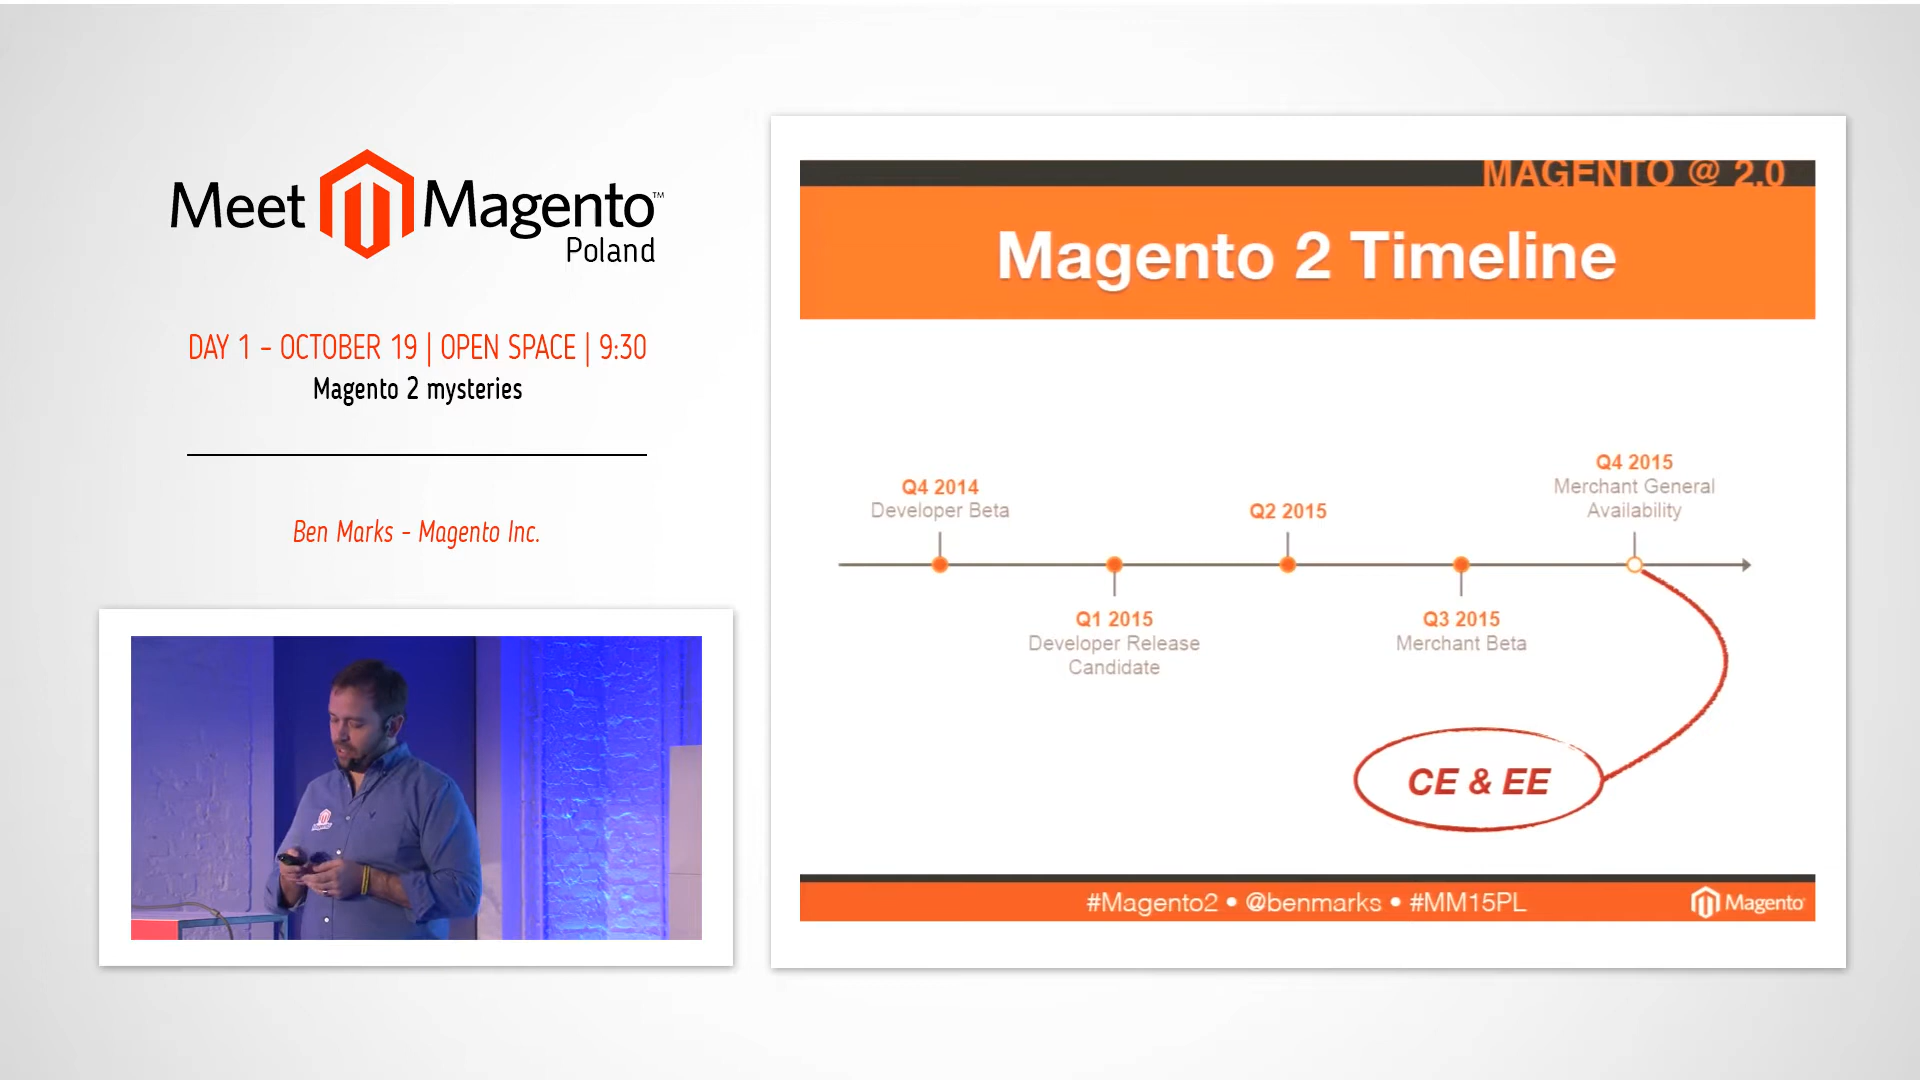 Meet Magento™
Poland
DAY 1 – OCTOBER 19 | OPEN SPACE | 9:30
Magento 2 mysteries
Ben Marks - Magento Inc.
MAGENTO @ 2.0
Magento 2 Timeline
Q4 2014
Developer Beta
Q1 2015
Developer Release
Candidate
Q2 2015
Q3 2015
Merchant Beta
Q4 2015
Merchant General
Availability
CE & EE
#Magento2 • @benmarks • #MM15PL
Magento